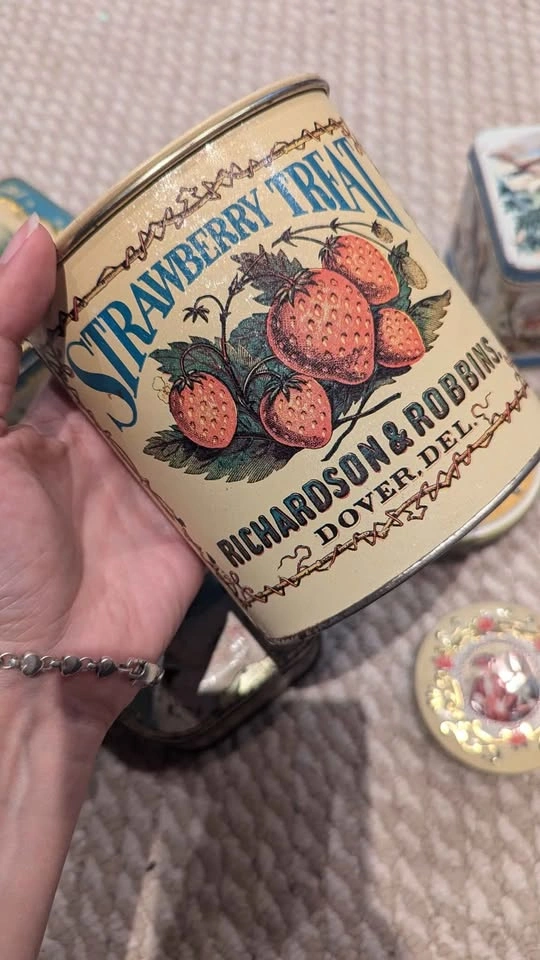 STRAWBERRY TREAT
RICHARDSON & ROBBINS,
DOVER, DEL.